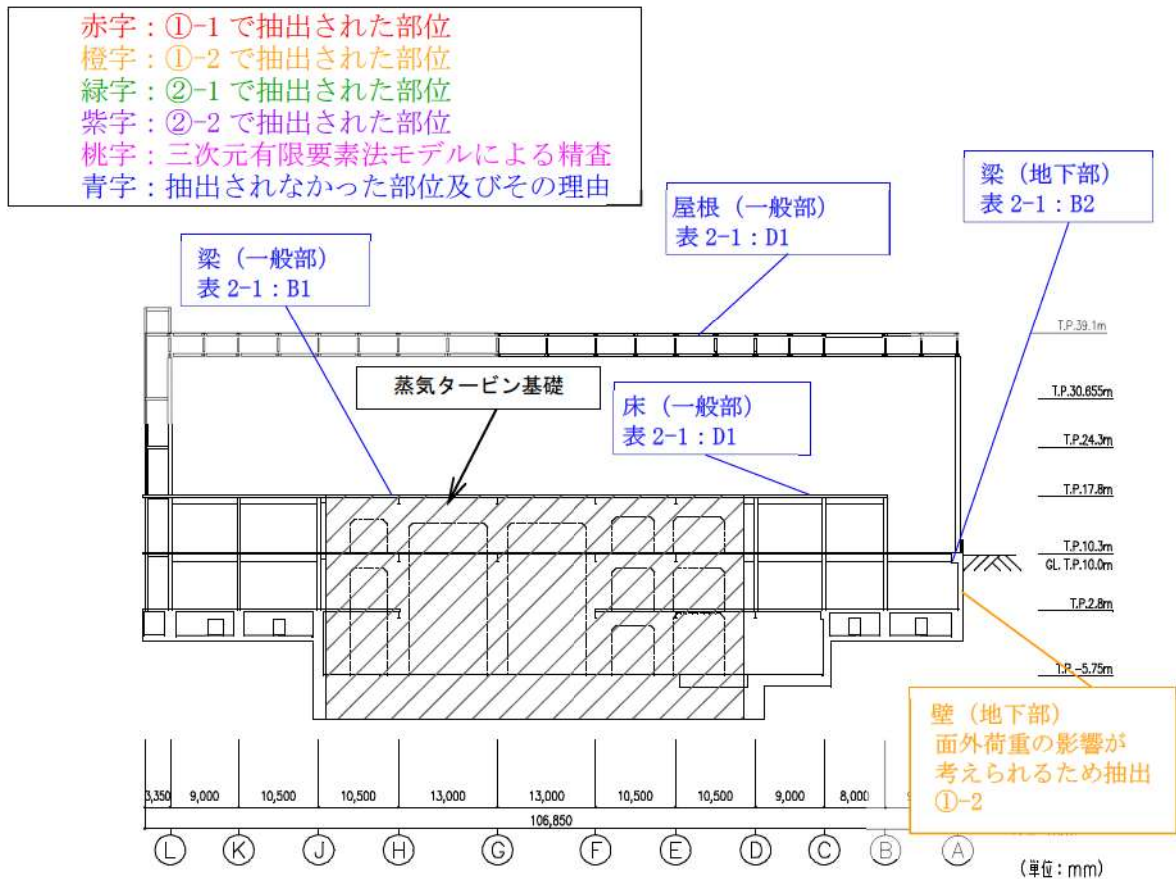 赤字：①-1 で抽出された部位
橙字：①-2 で抽出された部位
緑字：②-1 で抽出された部位
紫字：②-2 で抽出された部位
桃字：三次元有限要素法モデルによる精査
青字：抽出されなかった部位及びその理由
梁（地下部）
表 2-1：B2
屋根（一般部）
表 2-1：D1
梁（一般部）
表 2-1：B1
T.P.39.1m
蒸気タービン基礎
床（一般部）
表 2-1：D1
T.P.30.655m
T.P.24.3m
T.P.17.8m
T.P.10.3m
GL. T.P.10.0m
T.P.2.8m
T.P.-5.75m
壁（地下部）
面外荷重の影響が
考えられるため抽出
①-2
3,350 9,000 10,500 10,500 13,000 13,000 10,500 10,500 9,000 8,000
106,850
L K J H G F E D C B A
(単位：mm)